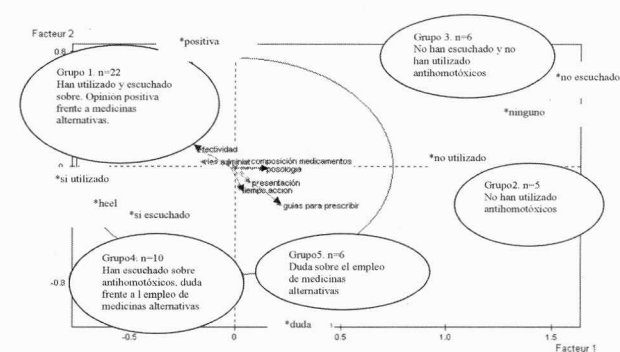 Facteur 2
0.8
*positiva
Grupo 1. n=22
Han utilizado y escuchado
sobre. Opinión positiva
frente a medicinas
alternativas.
Grupo 3. n=6
No han escuchado y no
han utilizado
antihomotóxicos
*no escuchado
*ninguno
efectividad
composición medicamentos
posologia
*no utilizado
0
*si utilizado
presentación
tiempo acción
guías para prescribir
*heel
*si escuchado
Grupo2. n=5
No han utilizado
antihomotóxicos
Grupo4: n=10
Han escuchado sobre
antihomotóxicos, duda
frente a l empleo de
medicinas alternativas
Grupo5. n=6
Duda sobre el empleo
de medicinas
alternativas
-0.8
*duda
-0.5
0
0.5
1.0
1.5
Facteur 1